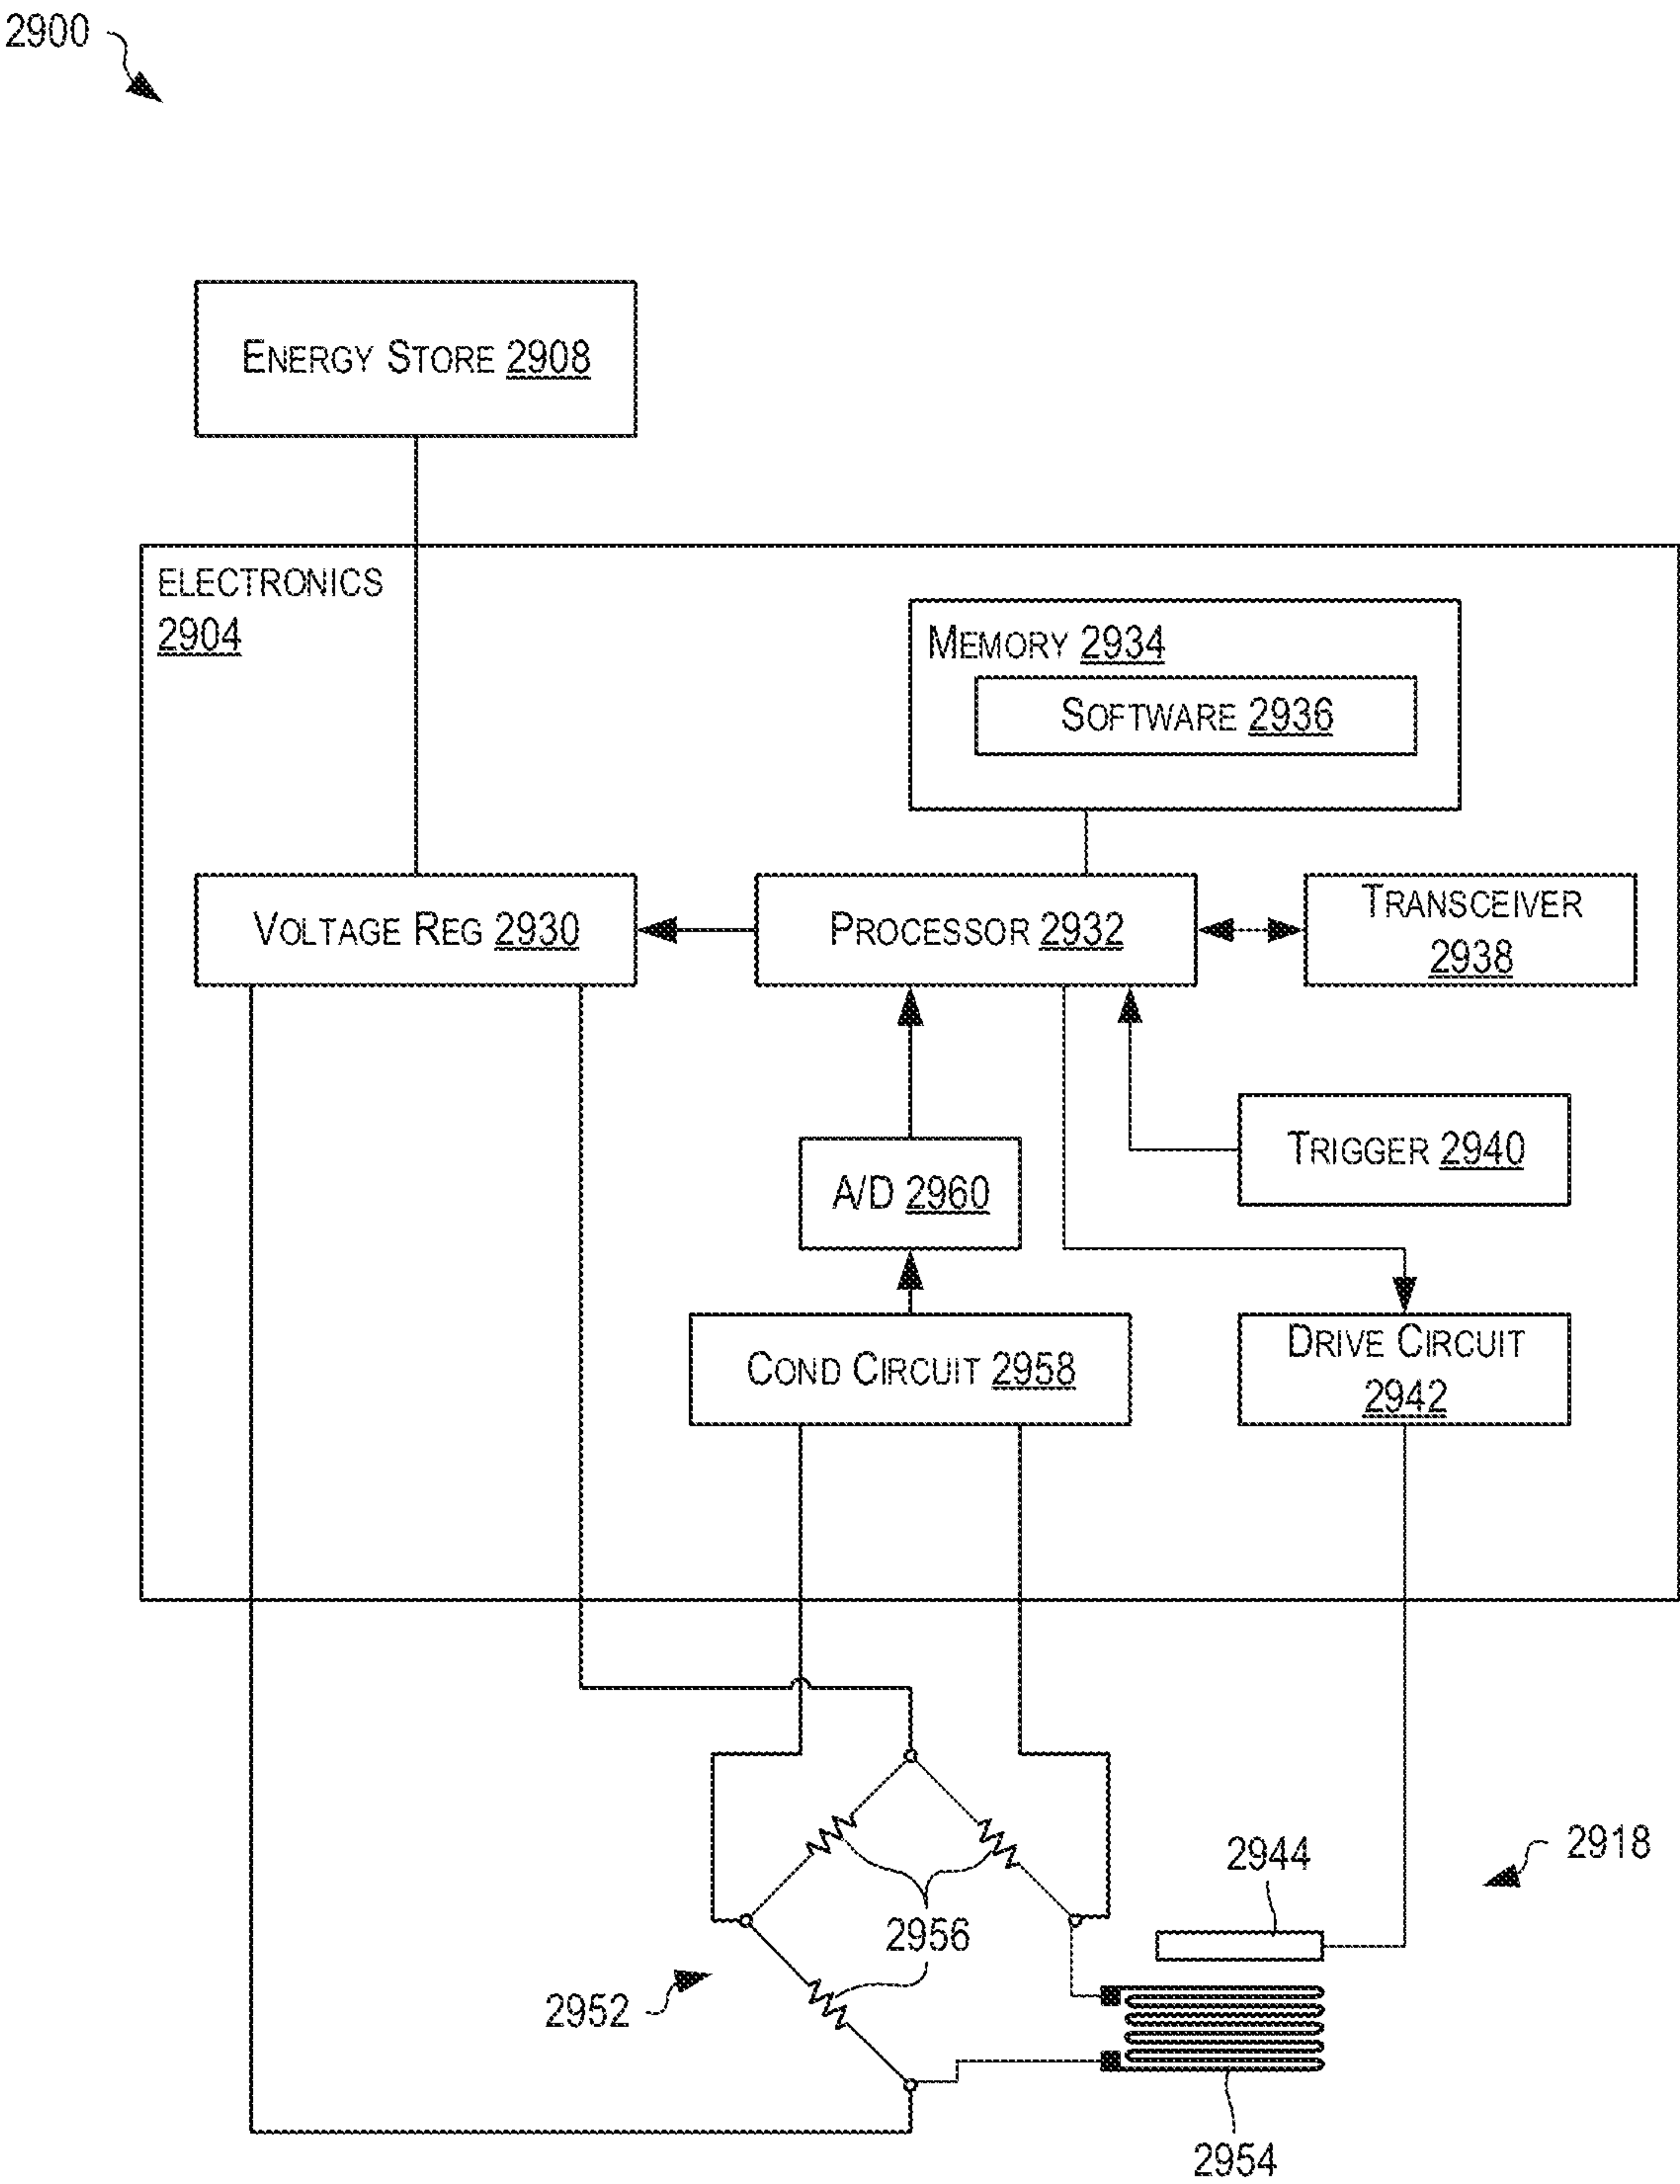 2900
ENERGY STORE 2908
ELECTRONICS
2904
MEMORY 2934
SOFTWARE 2936
VOLTAGE REG 2930
PROCESSOR 2932
TRANSCEIVER
2938
TRIGGER 2940
A/D 2960
COND CIRCUIT 2958
DRIVE CIRCUIT
2942
2918
2944
2956
2952
2954